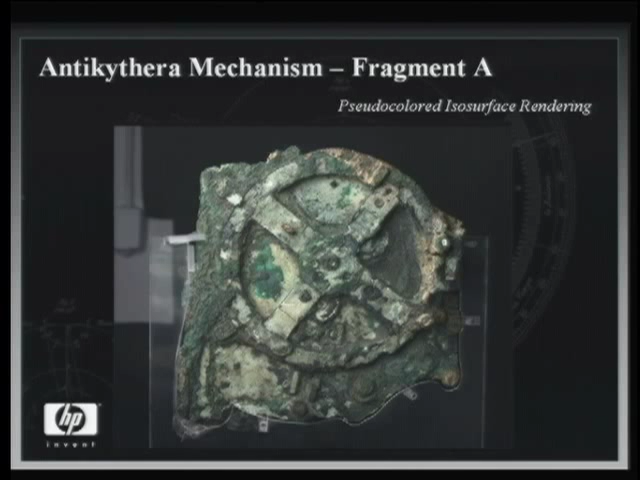 Antikythera Mechanism – Fragment A
Pseudocolored Isosurface Rendering
hp
invent